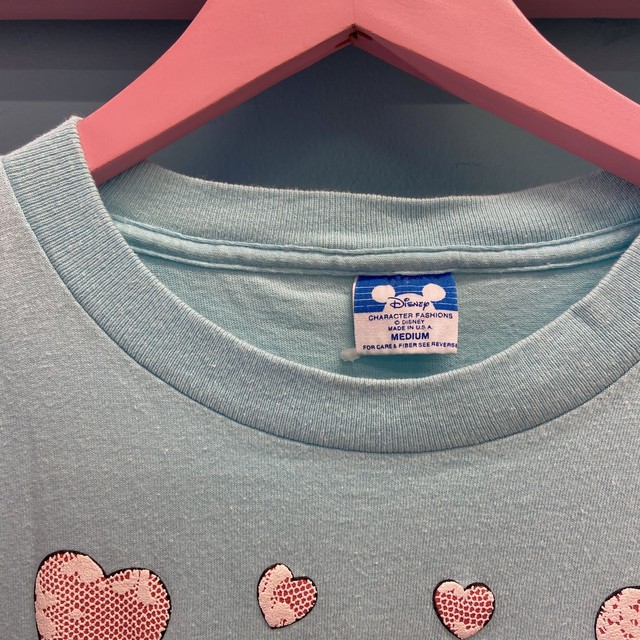 Disney
CHARACTER FASHIONS
© DISNEY
MADE IN U.S.A.
MEDIUM
FOR CARE & FIBER SEE REVERSE